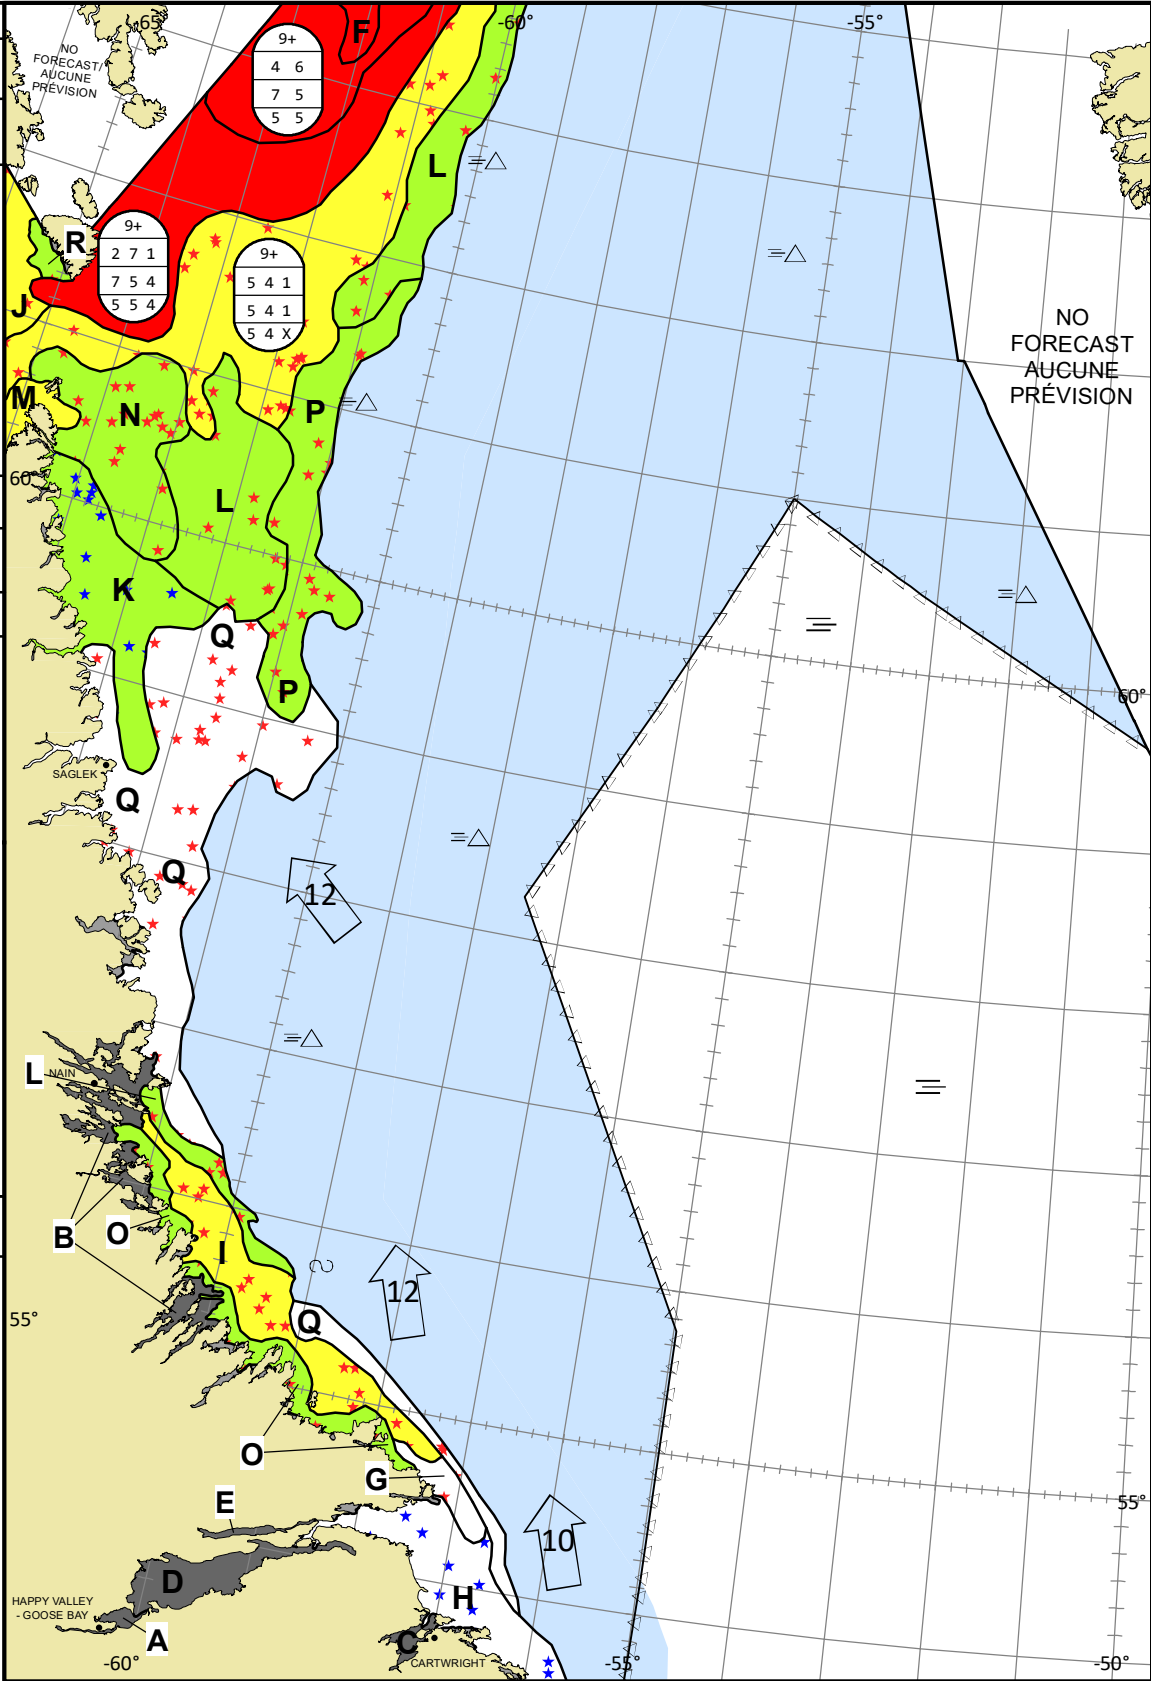 -65°
-60°
-55°
NO
FORECAST/
AUCUNE
PRÉVISION
F
9+
4 6
7 5
5 5
L
R
9+
2 7 1
7 5 4
5 5 4
9+
5 4 1
5 4 1
5 4 X
J
NO
FORECAST
AUCUNE
PRÉVISION
M
N
P
60°
L
K
Q
P
60°
SAGLEK
Q
Q
12
L
NAIN
B
O
I
12
Q
55°
O
G
E
55°
10
D
H
HAPPY VALLEY
- GOOSE BAY
A
C
CARTWRIGHT
-60°
-55°
-50°